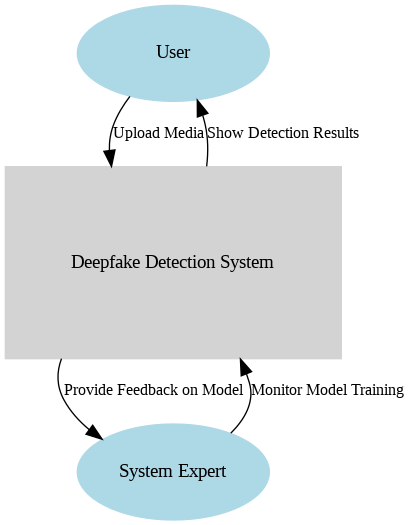 User
Upload Media
Show Detection Results
Deepfake Detection System
Provide Feedback on Model
Monitor Model Training
System Expert